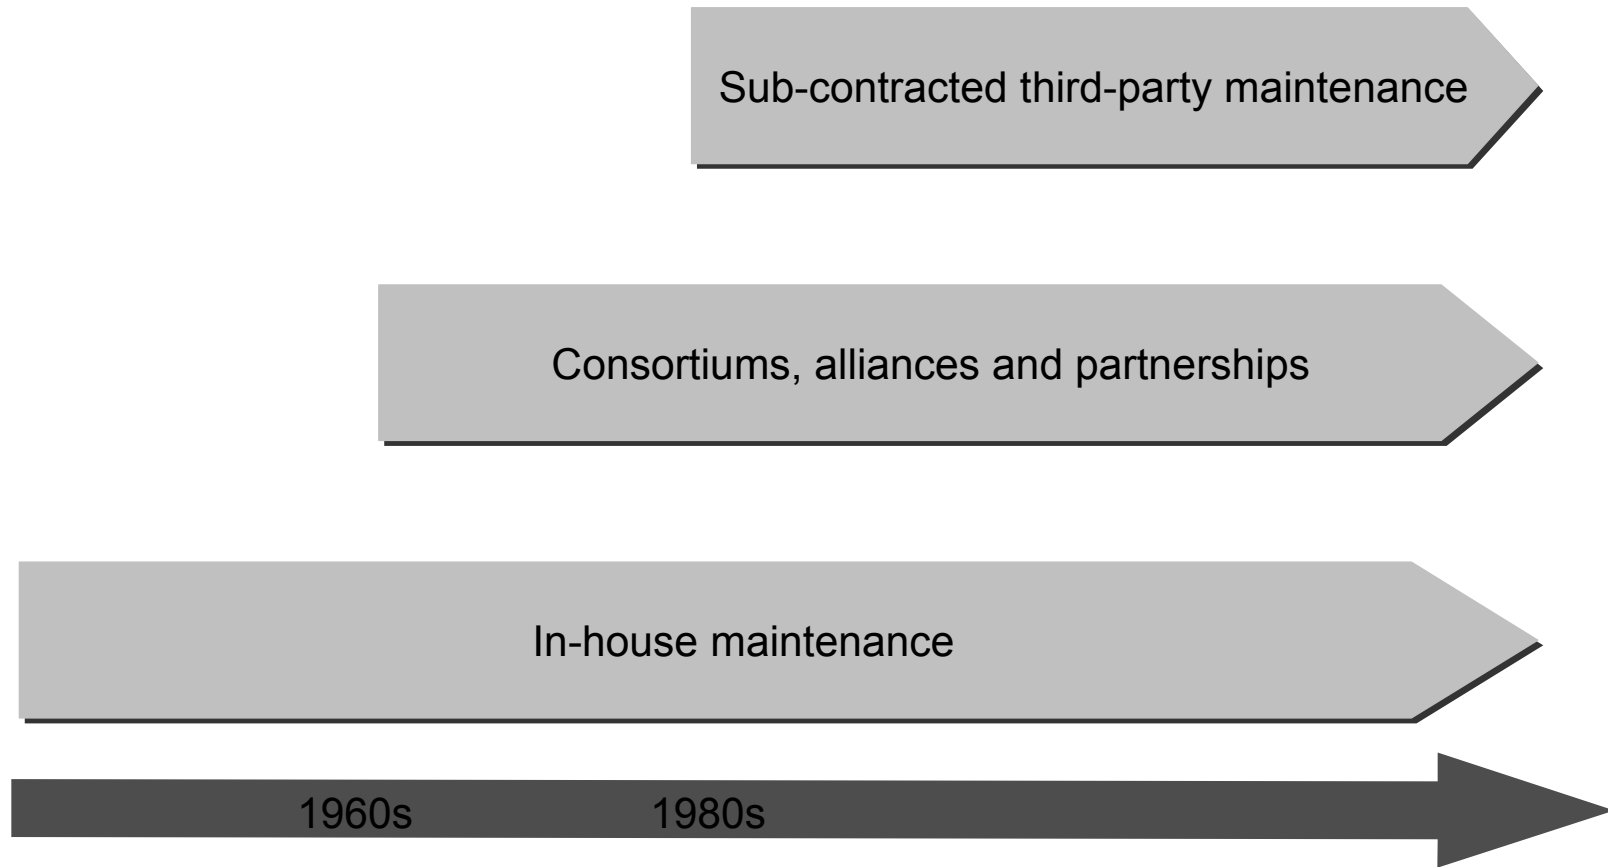 Sub-contracted third-party maintenance
Consortiums, alliances and partnerships
In-house maintenance
1960s 1980s